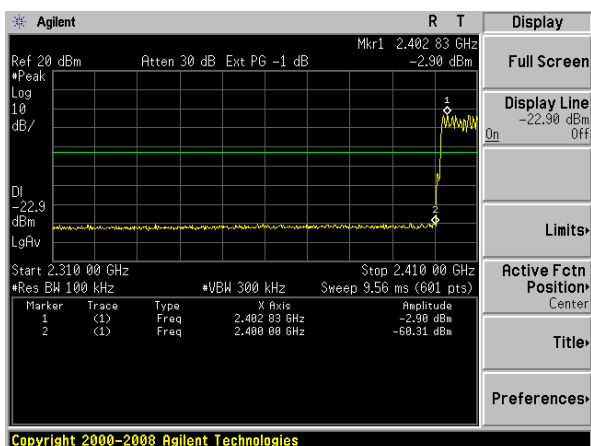 Agilent R T Display
Mkr1 2.402 83 GHz
Ref 20 dBm Atten 30 dB Ext PG -1 dB -2.90 dBm
#Peak
Log
10
dB/
1
DI
-22.9
dBm
LgAv
2
Start 2.310 00 GHz Stop 2.410 00 GHz
#Res BW 100 kHz #VBW 300 kHz Sweep 9.56 ms (601 pts)
Marker Trace Type X Axis Amplitude
1 (1) Freq 2.402 83 GHz -2.90 dBm
2 (1) Freq 2.400 00 GHz -60.31 dBm
Full Screen
Display Line
-22.90 dBm
On Off
Limits
Active Fctn
Position
Center
Title
Preferences
Copyright 2000-2008 Agilent Technologies